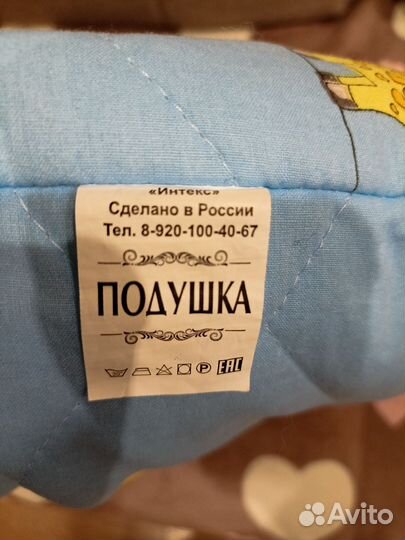 «Интекс»
Сделано в России
Тел. 8-920-100-40-67
ПОДУШКА
P EAC
Avito